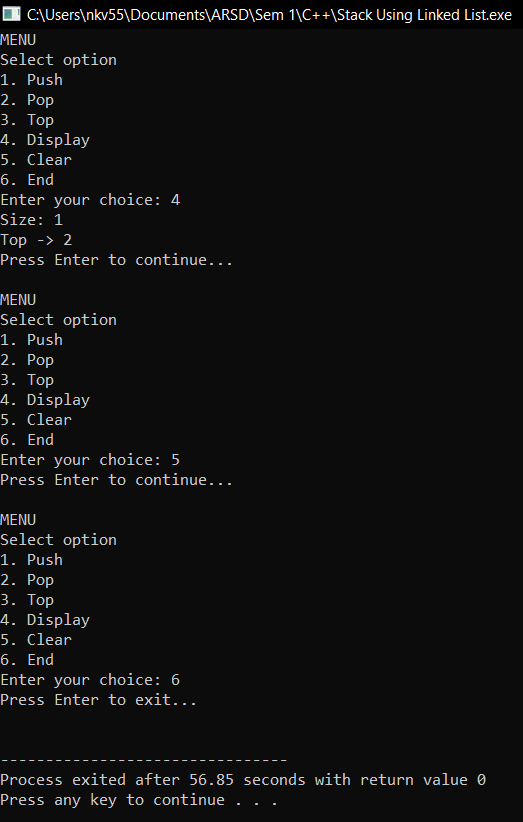 C:\Users\nkv55\Documents\ARSD\Sem 1\C++\Stack Using Linked List.exe
MENU
Select option
1. Push
2. Pop
3. Top
4. Display
5. Clear
6. End
Enter your choice: 4
Size: 1
Top -> 2
Press Enter to continue...
MENU
Select option
1. Push
2. Pop
3. Top
4. Display
5. Clear
6. End
Enter your choice: 5
Press Enter to continue...
MENU
Select option
1. Push
2. Pop
3. Top
4. Display
5. Clear
6. End
Enter your choice: 6
Press Enter to exit...
--------------------------------
Process exited after 56.85 seconds with return value 0
Press any key to continue . . .